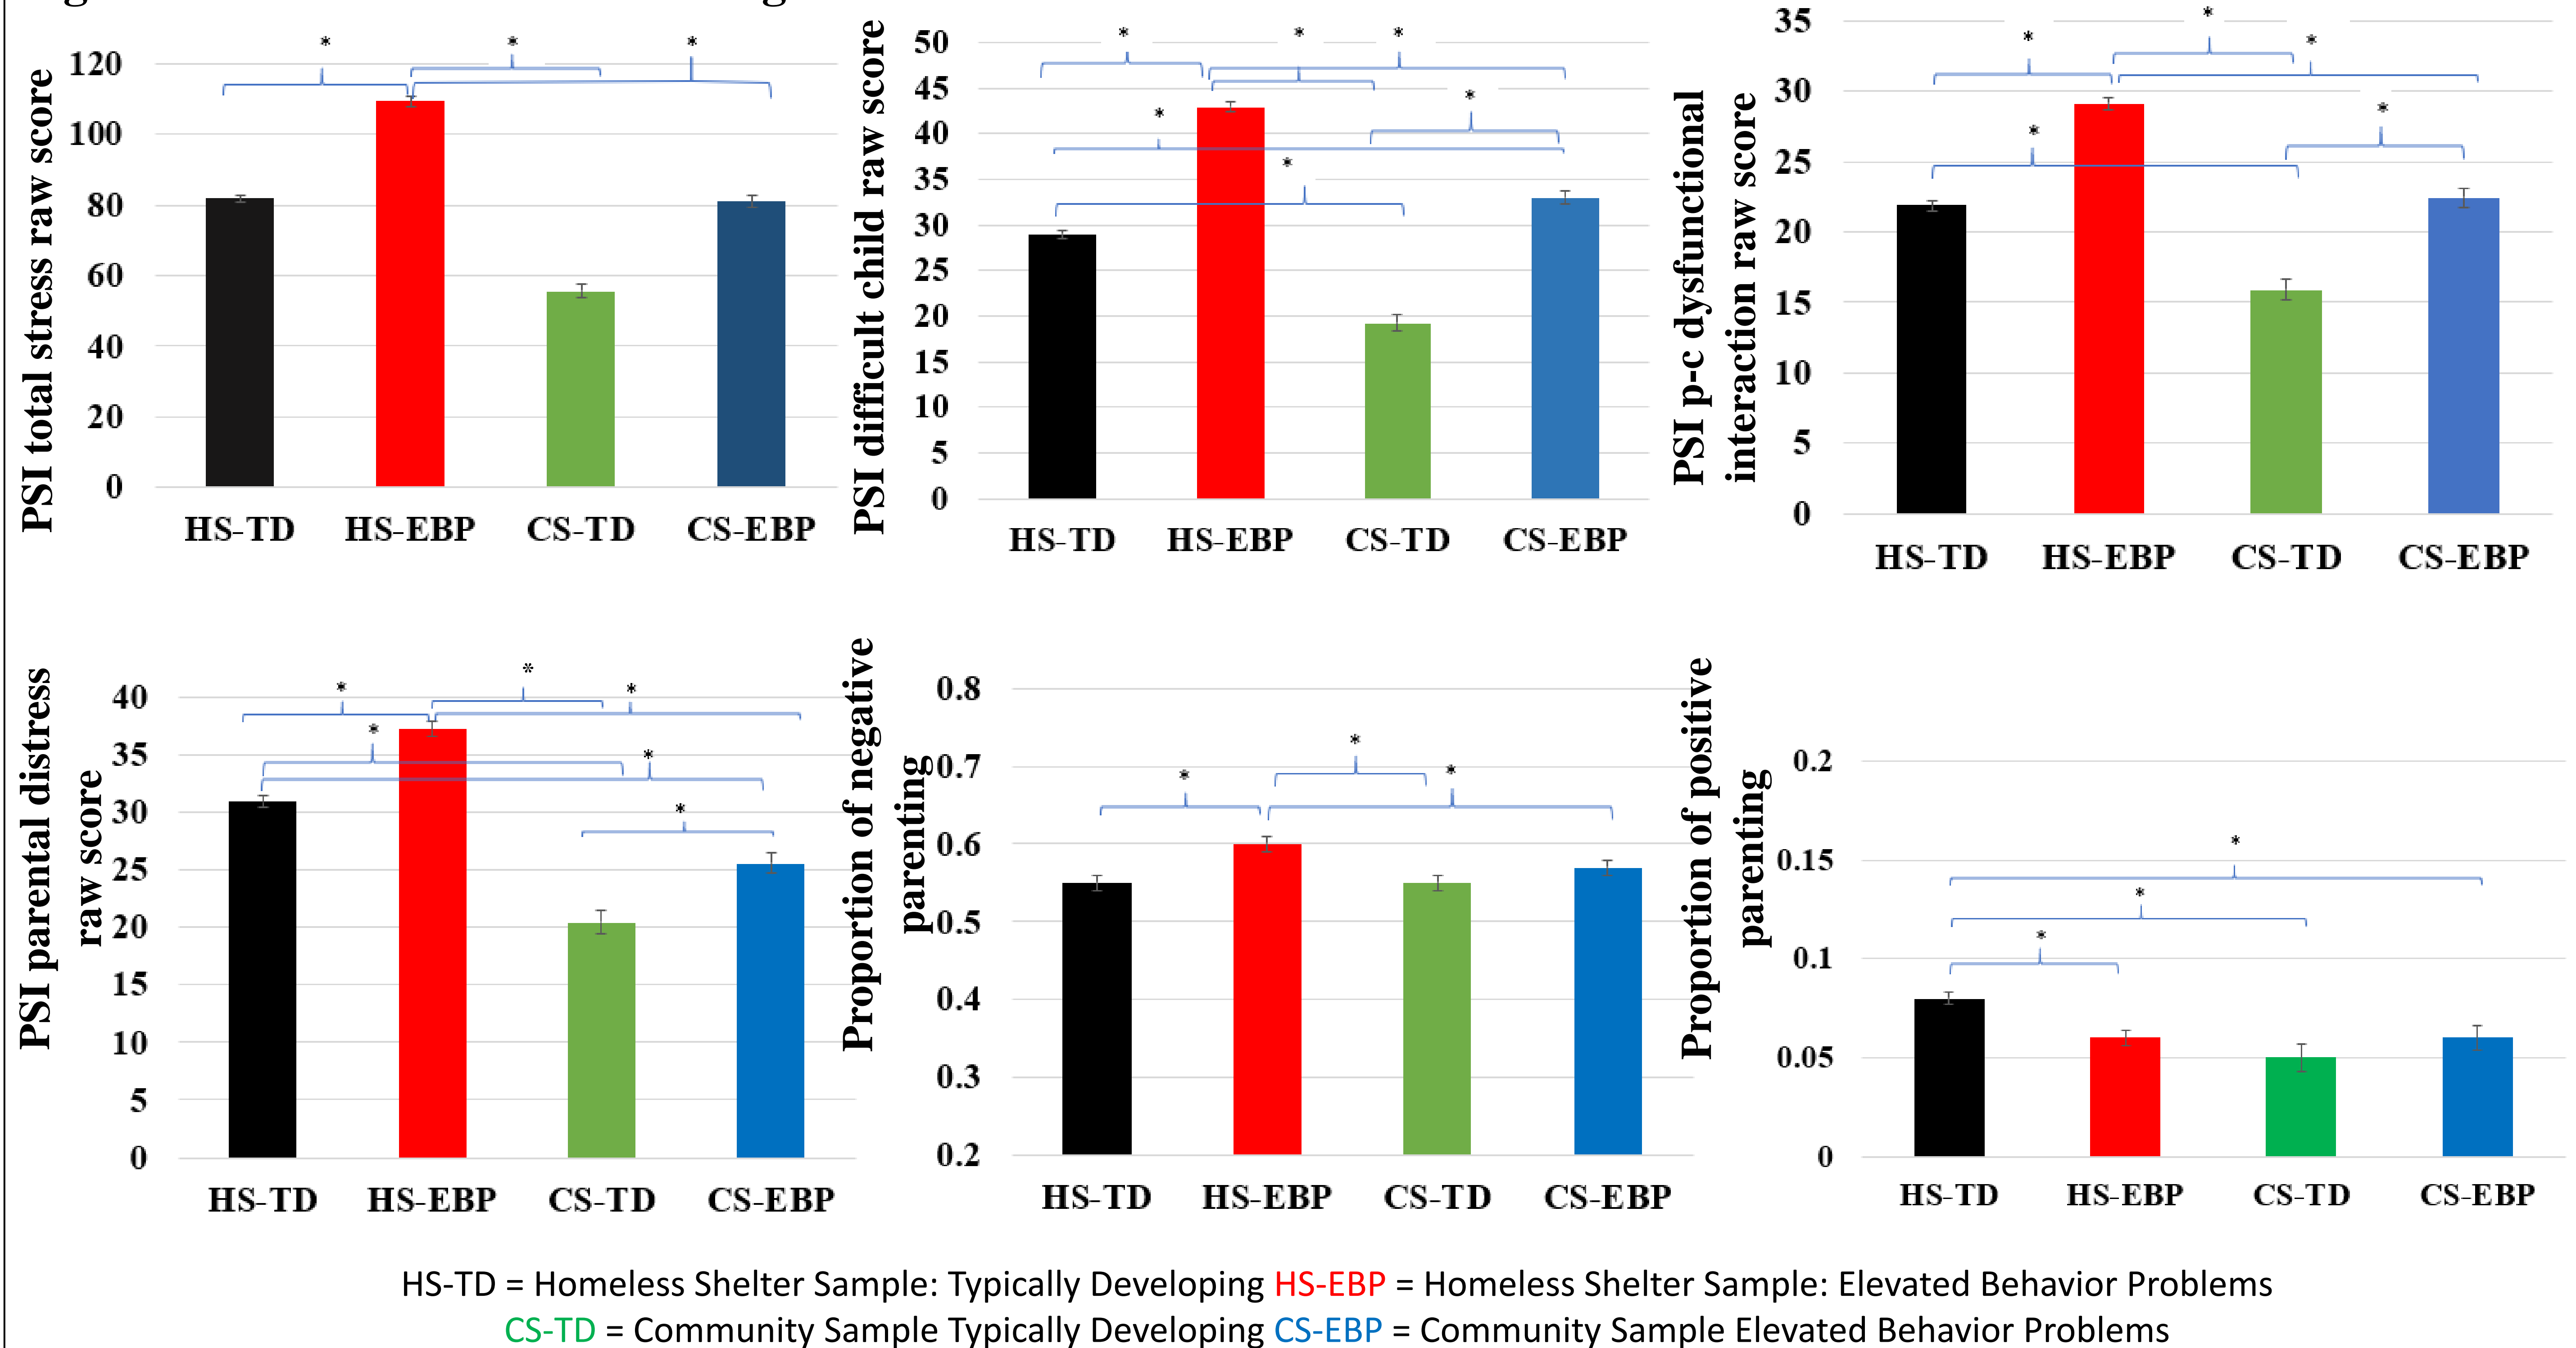 * * *
PSI total stress raw score
120
100
80
60
40
20
0
HS-TD HS-EBP CS-TD CS-EBP
* * *
* *
*
PSI difficult child raw score
50
45
40
35
30
25
20
15
10
5
0
HS-TD HS-EBP CS-TD CS-EBP
* * *
* *
PSI p-c dysfunctional
interaction raw score
35
30
25
20
15
10
5
0
HS-TD HS-EBP CS-TD CS-EBP
* * *
* *
*
PSI parental distress
raw score
40
35
30
25
20
15
10
5
0
HS-TD HS-EBP CS-TD CS-EBP
* * *
Proportion of negative
parenting
0.8
0.7
0.6
0.5
0.4
0.3
0.2
HS-TD HS-EBP CS-TD CS-EBP
*
*
*
Proportion of positive
parenting
0.2
0.15
0.1
0.05
0
HS-TD HS-EBP CS-TD CS-EBP
HS-TD = Homeless Shelter Sample: Typically Developing HS-EBP = Homeless Shelter Sample: Elevated Behavior Problems
CS-TD = Community Sample Typically Developing CS-EBP = Community Sample Elevated Behavior Problems